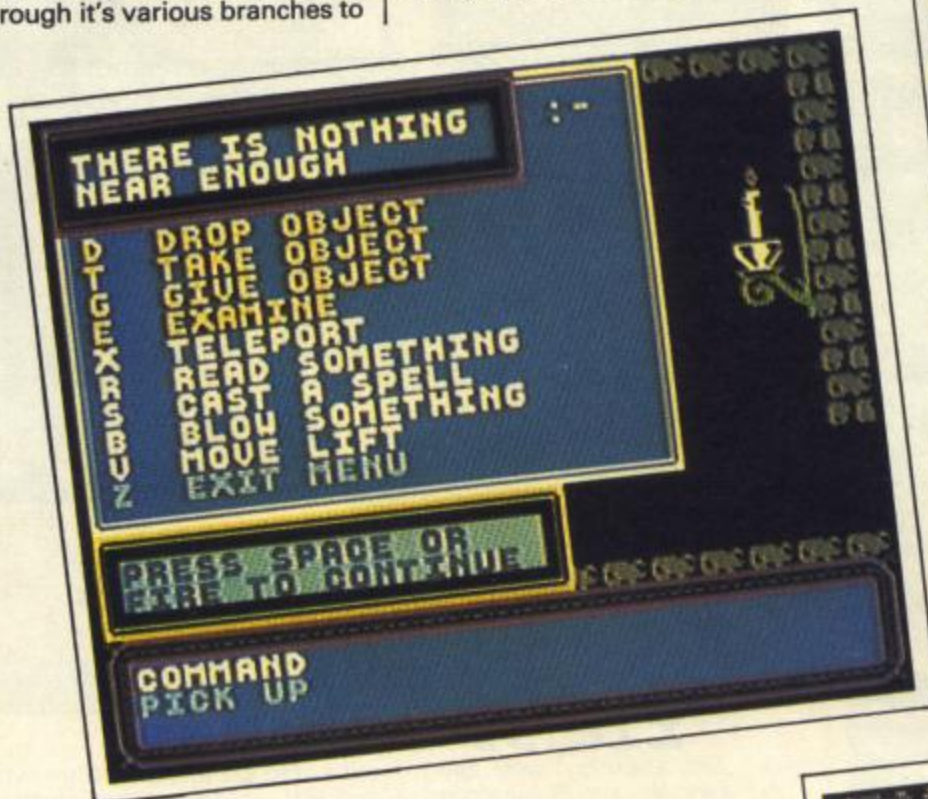 rough it's various branches to
THERE IS NOTHING
NEAR ENOUGH
:-
D DROP OBJECT
T TAKE OBJECT
G GIVE OBJECT
E EXAMINE
X TELEPORT
R READ SOMETHING
S CAST A SPELL
B BLOW SOMETHING
V MOVE LIFT
Z EXIT MENU
PRESS SPACE OR
FIRE TO CONTINUE
COMMAND
PICK UP